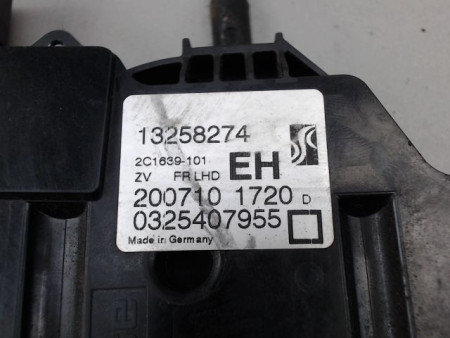 13258274
2C1639-101 EH
ZV FR LHD
200710 1720 D
0325407955
Made in Germany